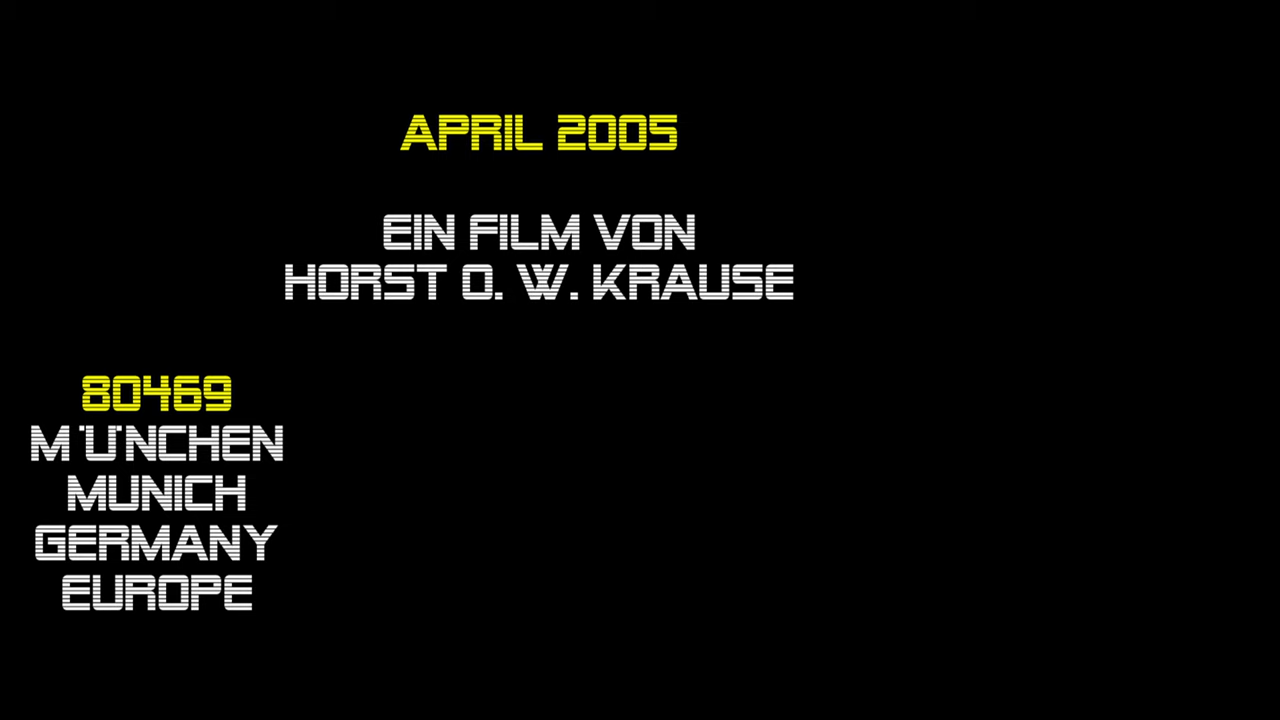 APRIL 2005
EIN FILM VON
HORST O. W. KRAUSE
80469
MÜNCHEN
MUNICH
GERMANY
EUROPE